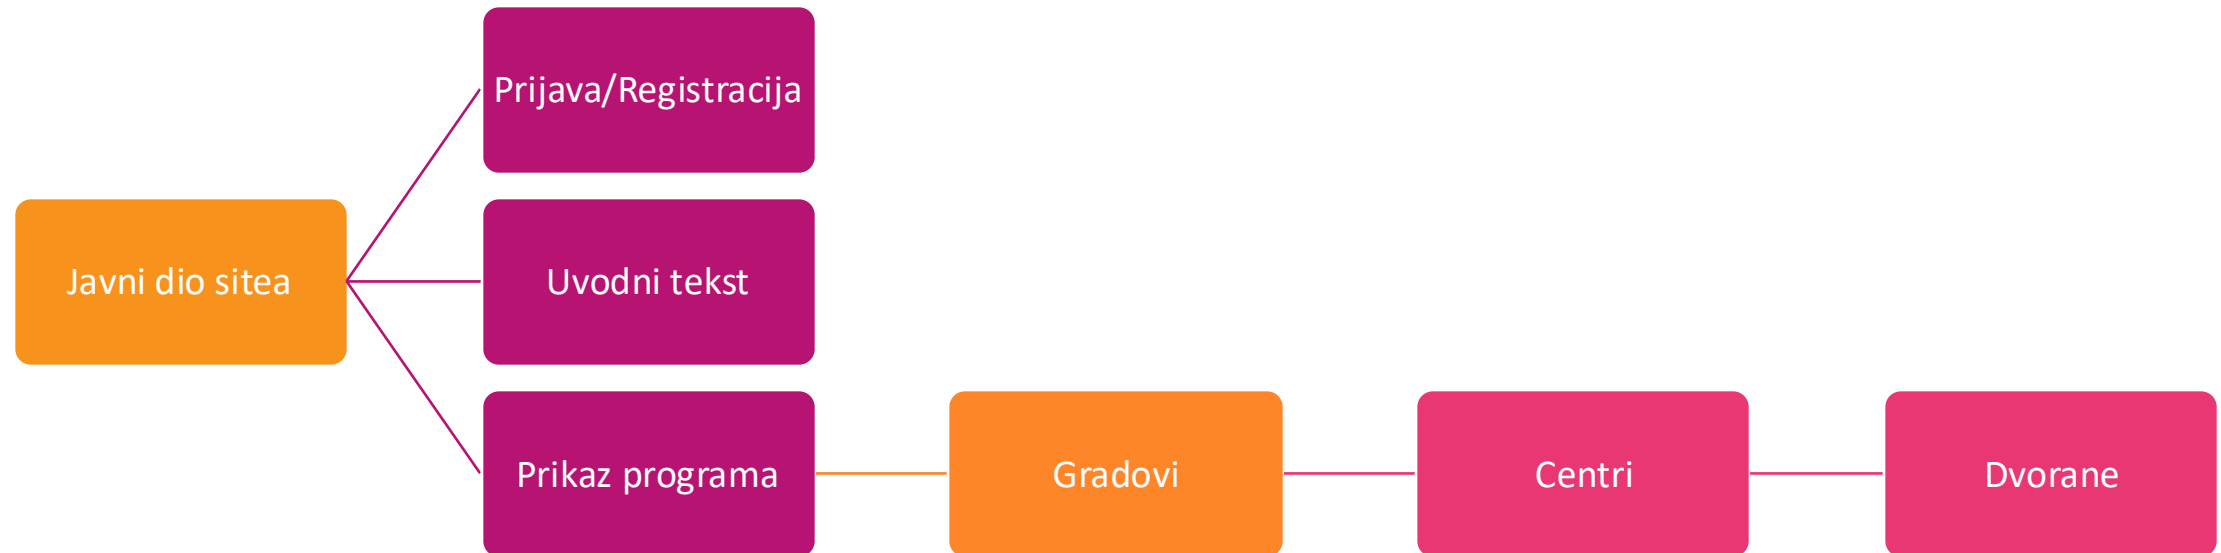 Prijava/Registracija
Javni dio sitea
Uvodni tekst
Prikaz programa
Gradovi
Centri
Dvorane